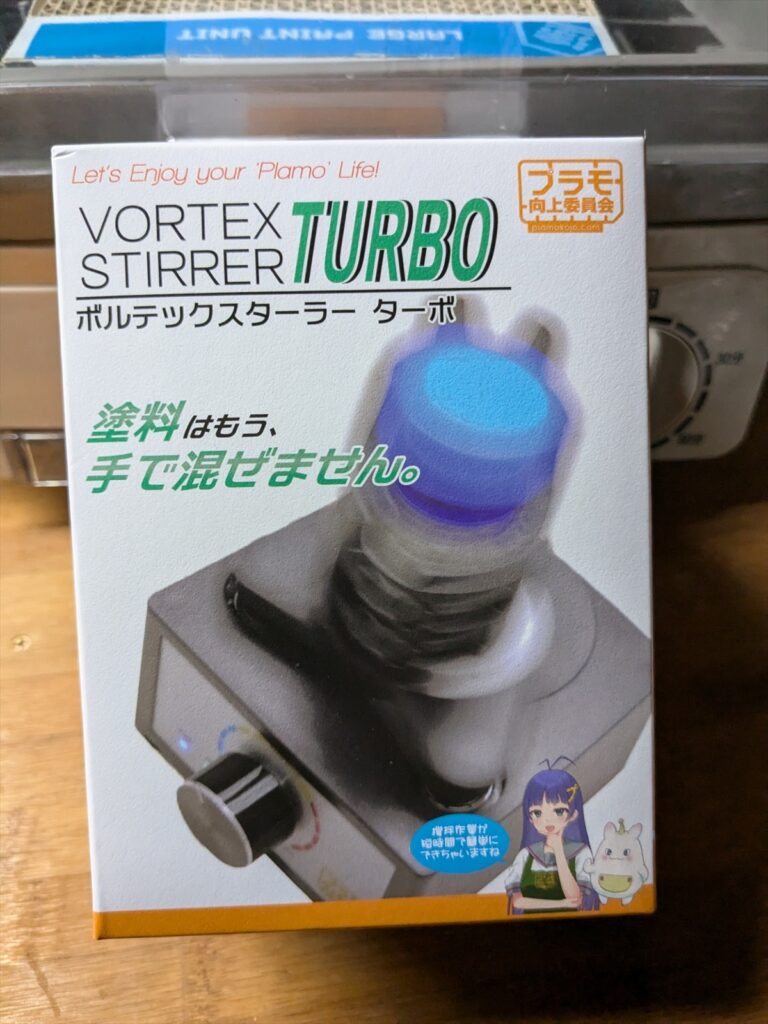 LARGE PAINT UNIT
Let's Enjoy your 'Plamo' Life!
プラモ
向上委員会
plamokojo.com
VORTEX
STIRRER TURBO
ボルテックスターラー ターボ
塗料はもう、
手で混ぜません。
撹拌作業が
短時間で簡単に
できちゃいますね